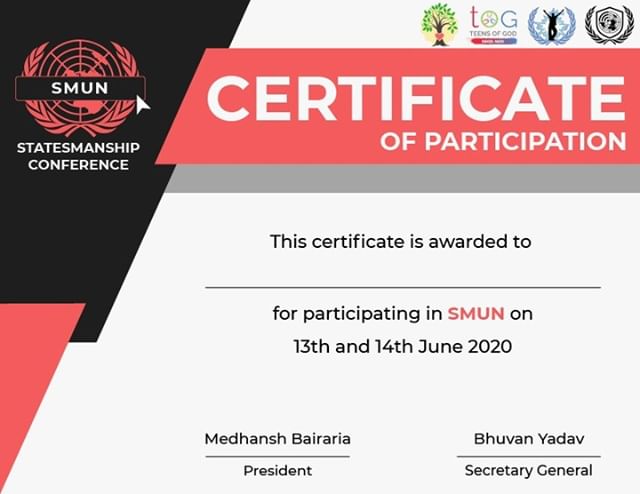 SMUN
STATESMANSHIP
CONFERENCE
TOG
TEENS OF GOD
CERTIFICATE
OF PARTICIPATION
This certificate is awarded to
for participating in SMUN on
13th and 14th June 2020
Medhansh Bairaria
President
Bhuvan Yadav
Secretary General